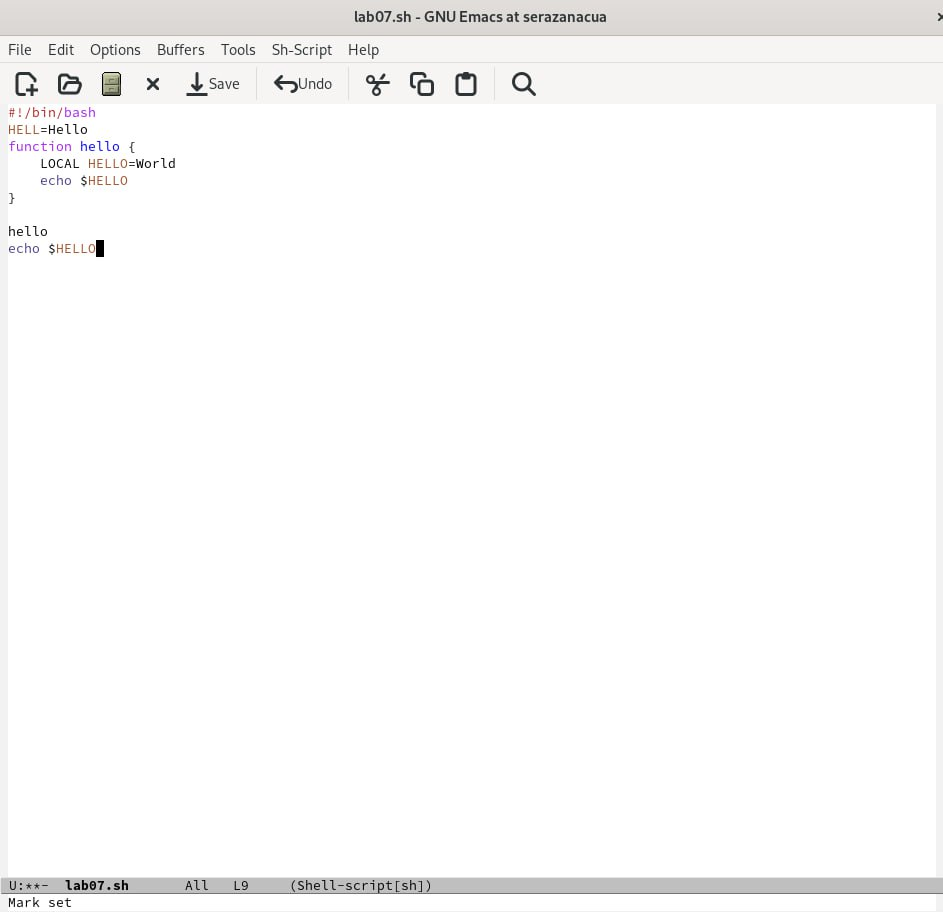 lab07.sh - GNU Emacs at serazanacua
File Edit Options Buffers Tools Sh-Script Help
Save Undo
#!/bin/bash
HELL=Hello
function hello {
    LOCAL HELLO=World
    echo $HELLO
}
hello
echo $HELLO
U:**-  lab07.sh       All   L9     (Shell-script[sh])
Mark set